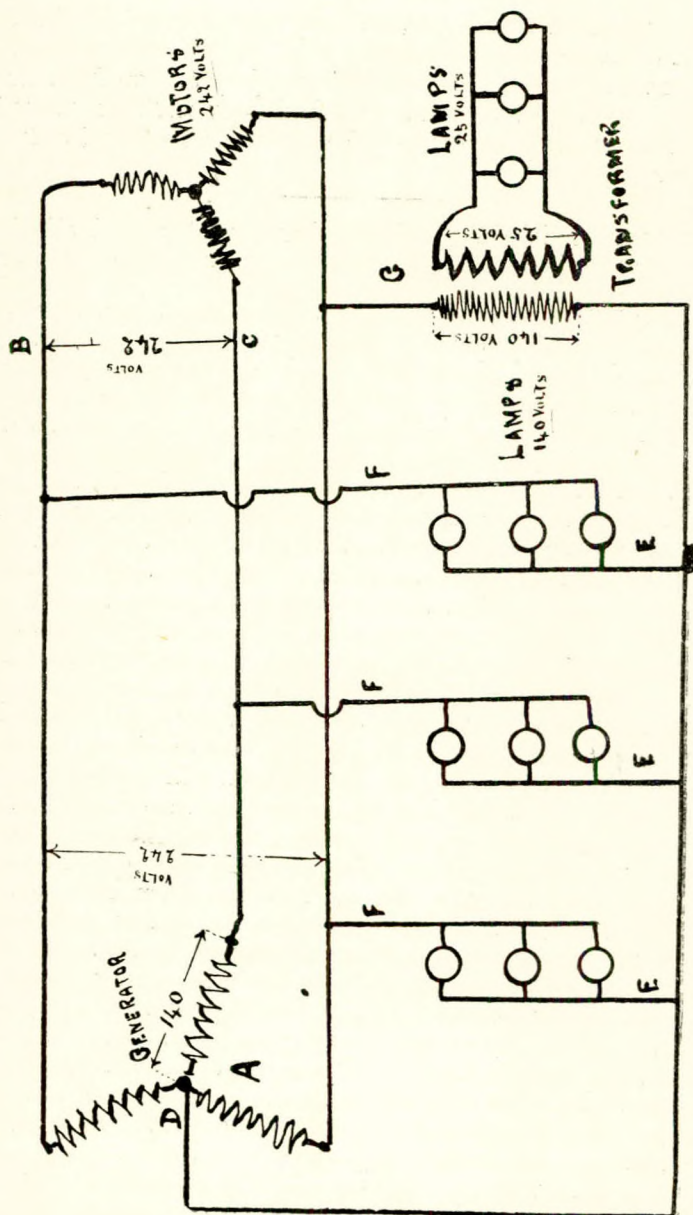 GENERATOR
140
D
A
242
VOLTS
B
242
VOLTS
C
MOTORS
242 VOLTS
F
F
F
E
E
E
LAMPS
140 VOLTS
G
140 VOLTS
25 VOLTS
TRANSFORMER
LAMPS
25 VOLTS